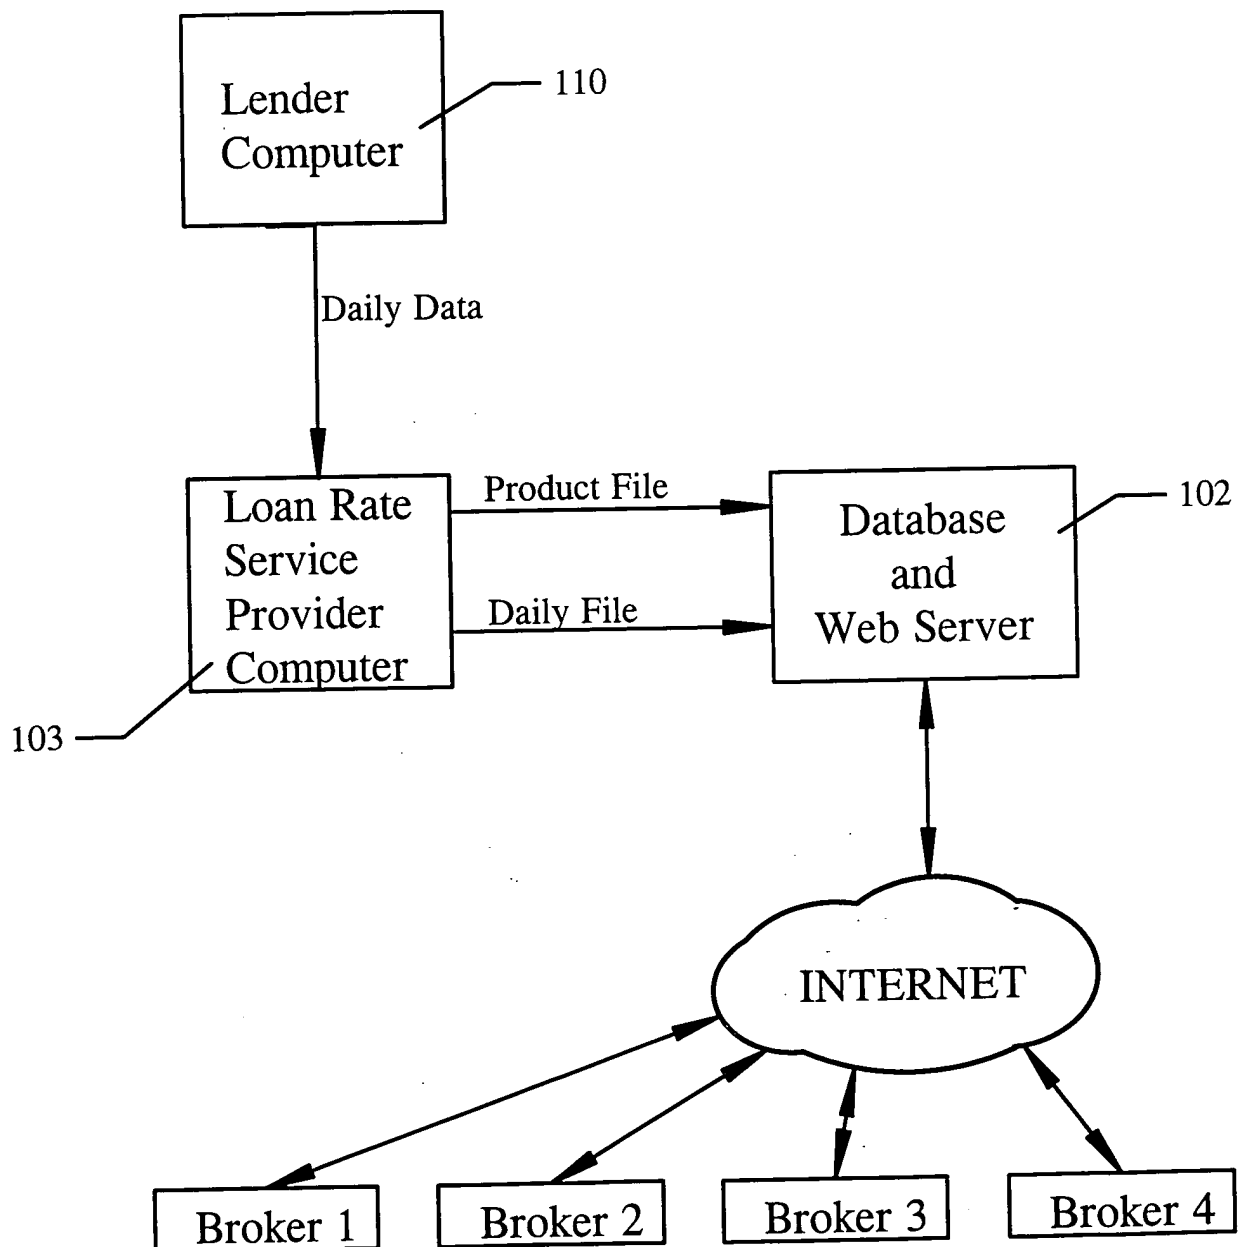 Lender
Computer
110
Daily Data
Loan Rate
Service
Provider
Computer
103
Product File
Daily File
Database
and
Web Server
102
INTERNET
Broker 1
Broker 2
Broker 3
Broker 4